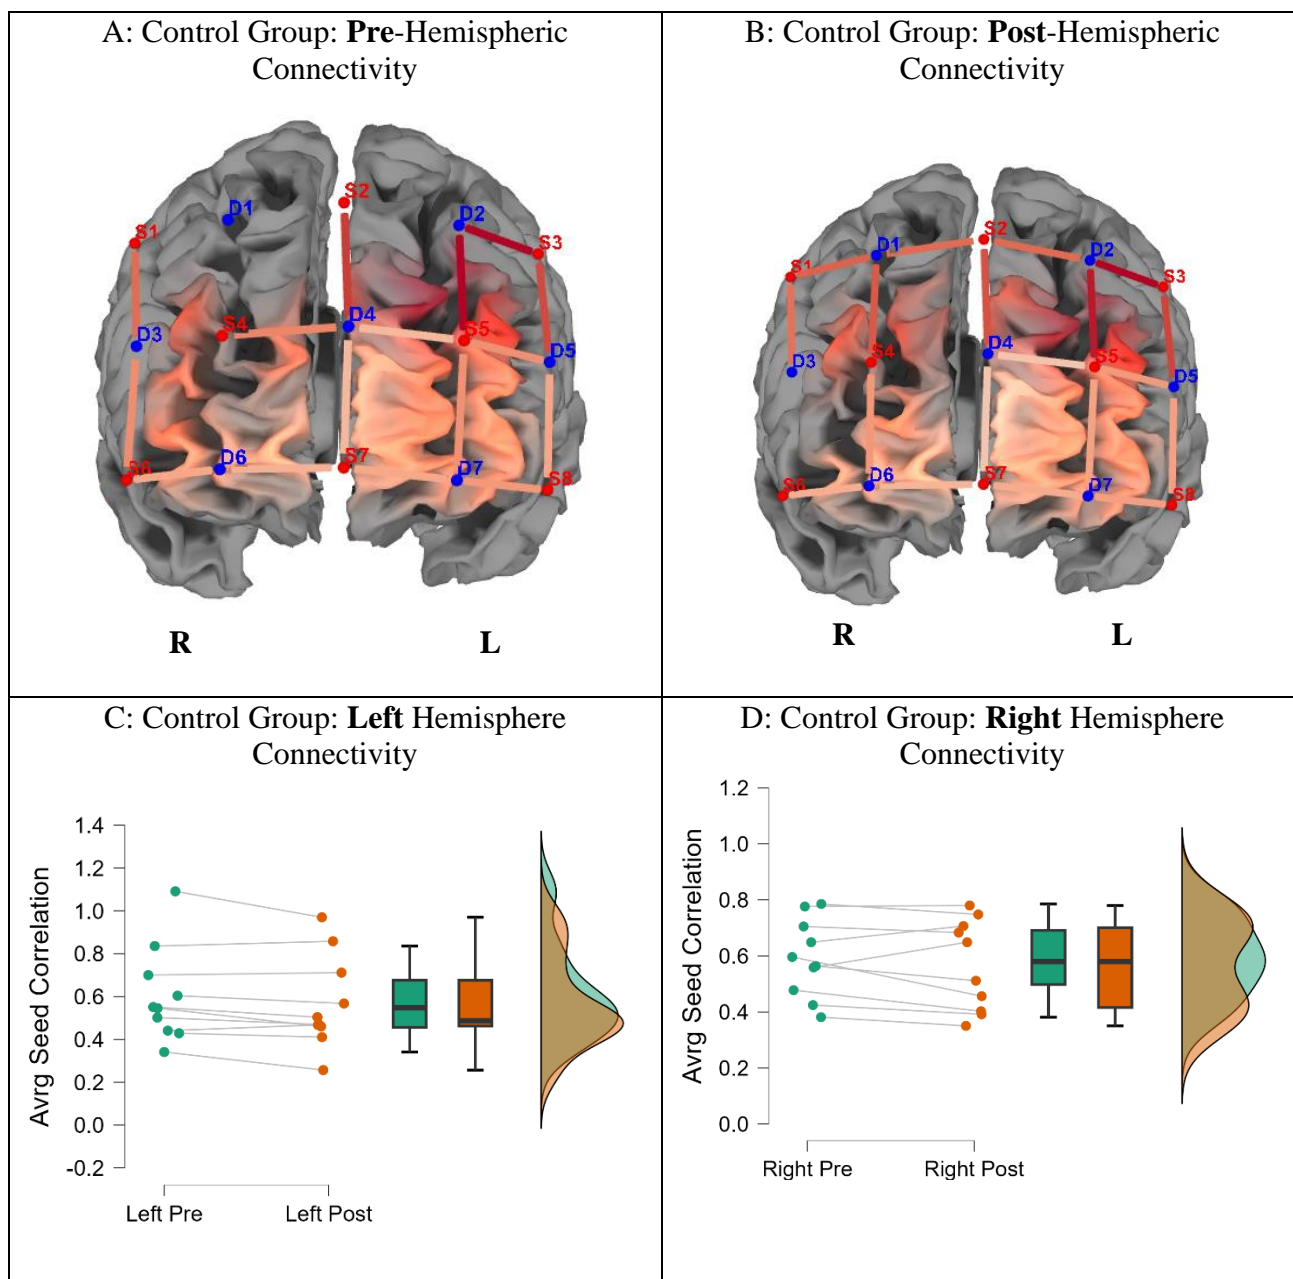 A: Control Group: Pre-Hemispheric
Connectivity
S2
D1
D2
S1
S3
D4
S4
S5
D3
D5
D6
S7
S6
D7
S8
R
L
B: Control Group: Post-Hemispheric
Connectivity
S2
D1
D2
S1
S3
D4
S4
S5
D3
D5
D6
S7
S6
D7
S8
R
L
C: Control Group: Left Hemisphere
Connectivity
Avrg Seed Correlation
1.4
1.2
1.0
0.8
0.6
0.4
0.2
0.0
-0.2
Left Pre
Left Post
D: Control Group: Right Hemisphere
Connectivity
Avrg Seed Correlation
1.2
1.0
0.8
0.6
0.4
0.2
0.0
Right Pre
Right Post